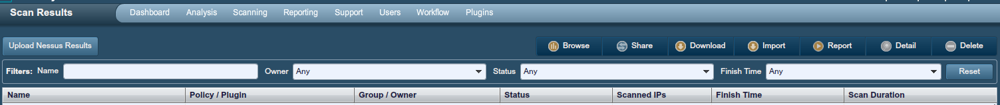 Scan Results Dashboard Analysis Scanning Reporting Support Users Workflow Plugins
Upload Nessus Results Browse Share Download Import Report Detail Delete
Filters: Name Owner Any Status Any Finish Time Any Reset
Name Policy / Plugin Group / Owner Status Scanned IPs Finish Time Scan Duration